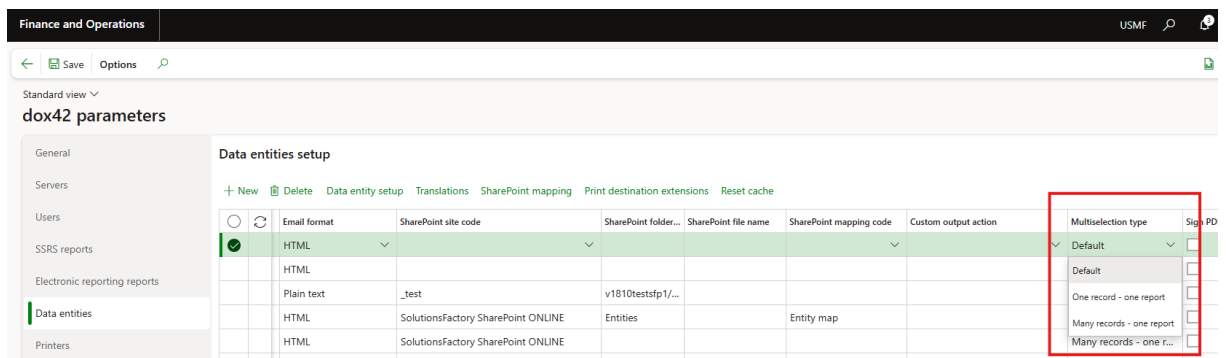 Finance and Operations USMF 3
Save Options
Standard view
dox42 parameters
General
Servers
Users
SSRS reports
Electronic reporting reports
Data entities
Printers
Data entities setup
New Delete Data entity setup Translations SharePoint mapping Print destination extensions Reset cache
Email format SharePoint site code SharePoint folder... SharePoint file name SharePoint mapping code Custom output action Multiselection type Sign PD
HTML Default
HTML
Plain text _test v1810testsfp1/...
HTML SolutionsFactory SharePoint ONLINE Entities Entity map
HTML SolutionsFactory SharePoint ONLINE Many records - one r...
Default
One record - one report
Many records - one report